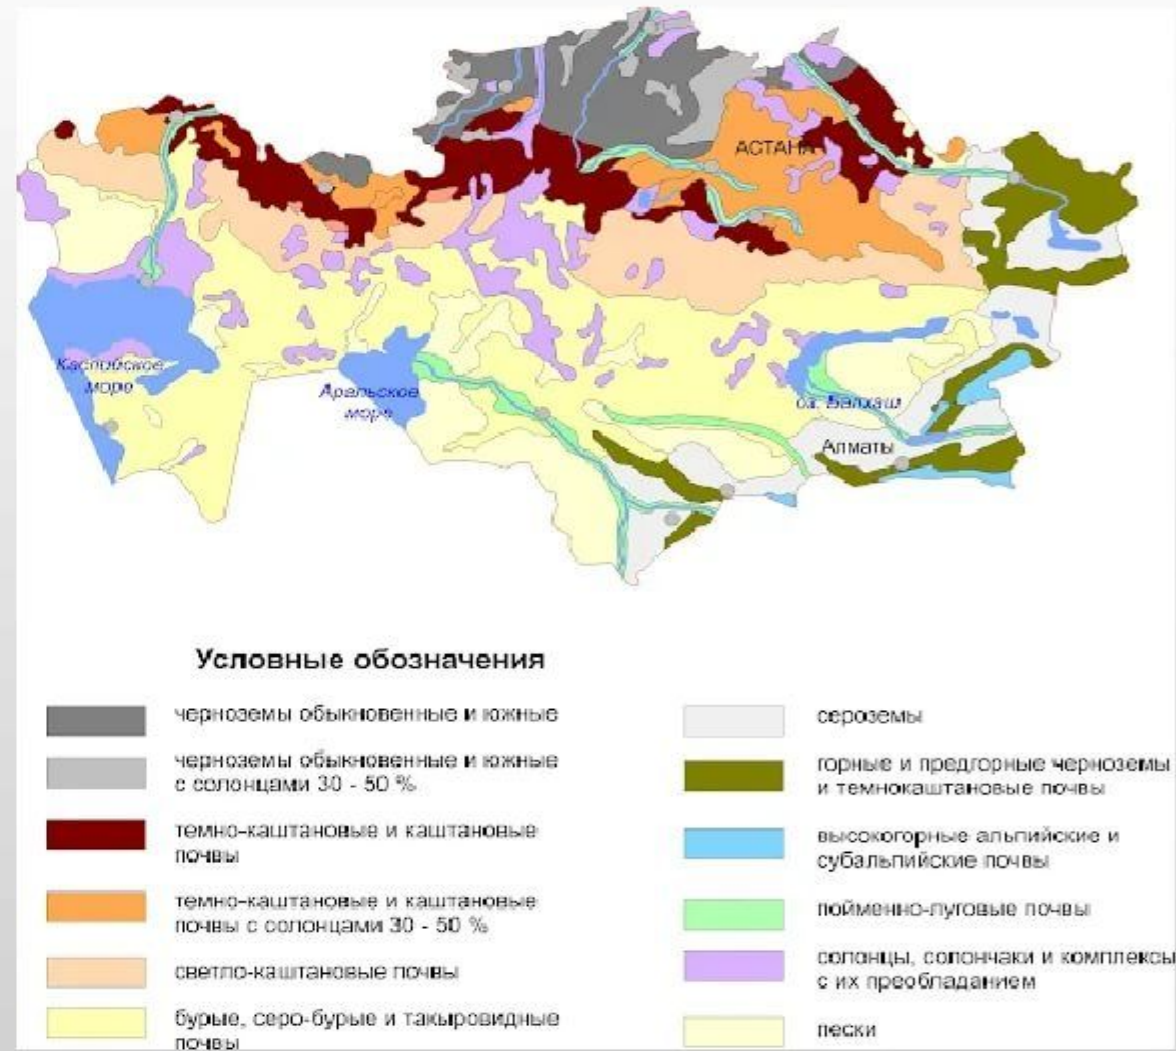 АСТАНА
Каспийское
море
Аральское
море
оз. Балхаш
Алматы
Условные обозначения
черноземы обыкновенные и южные
черноземы обыкновенные и южные
с солонцами 30 - 50 %
темно-каштановые и каштановые
почвы
темно-каштановые и каштановые
почвы с солонцами 30 - 50 %
светло-каштановые почвы
бурые, серо-бурые и такыровидные
почвы
сероземы
горные и предгорные черноземы
и темнокаштановые почвы
высокогорные альпийские и
субальпийские почвы
пойменно-луговые почвы
солонцы, солончаки и комплексы
с их преобладанием
пески